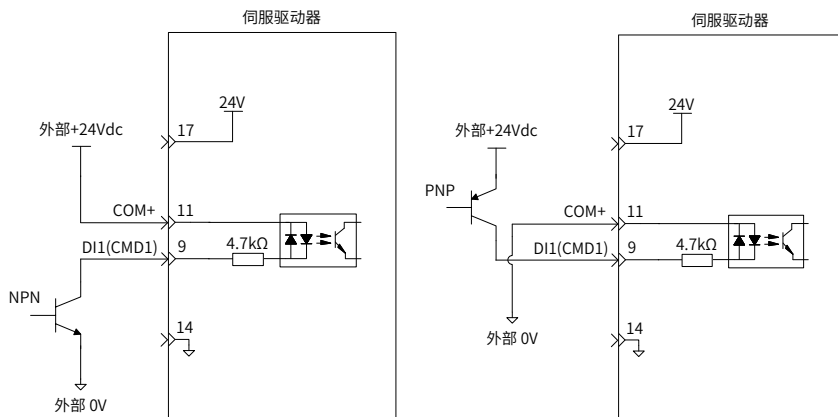 伺服驱动器
24V
17
外部+24Vdc
COM+
11
DI1(CMD1)
9
4.7kΩ
NPN
14
外部 0V
伺服驱动器
24V
17
外部+24Vdc
PNP
COM+
11
DI1(CMD1)
9
4.7kΩ
14
外部 0V